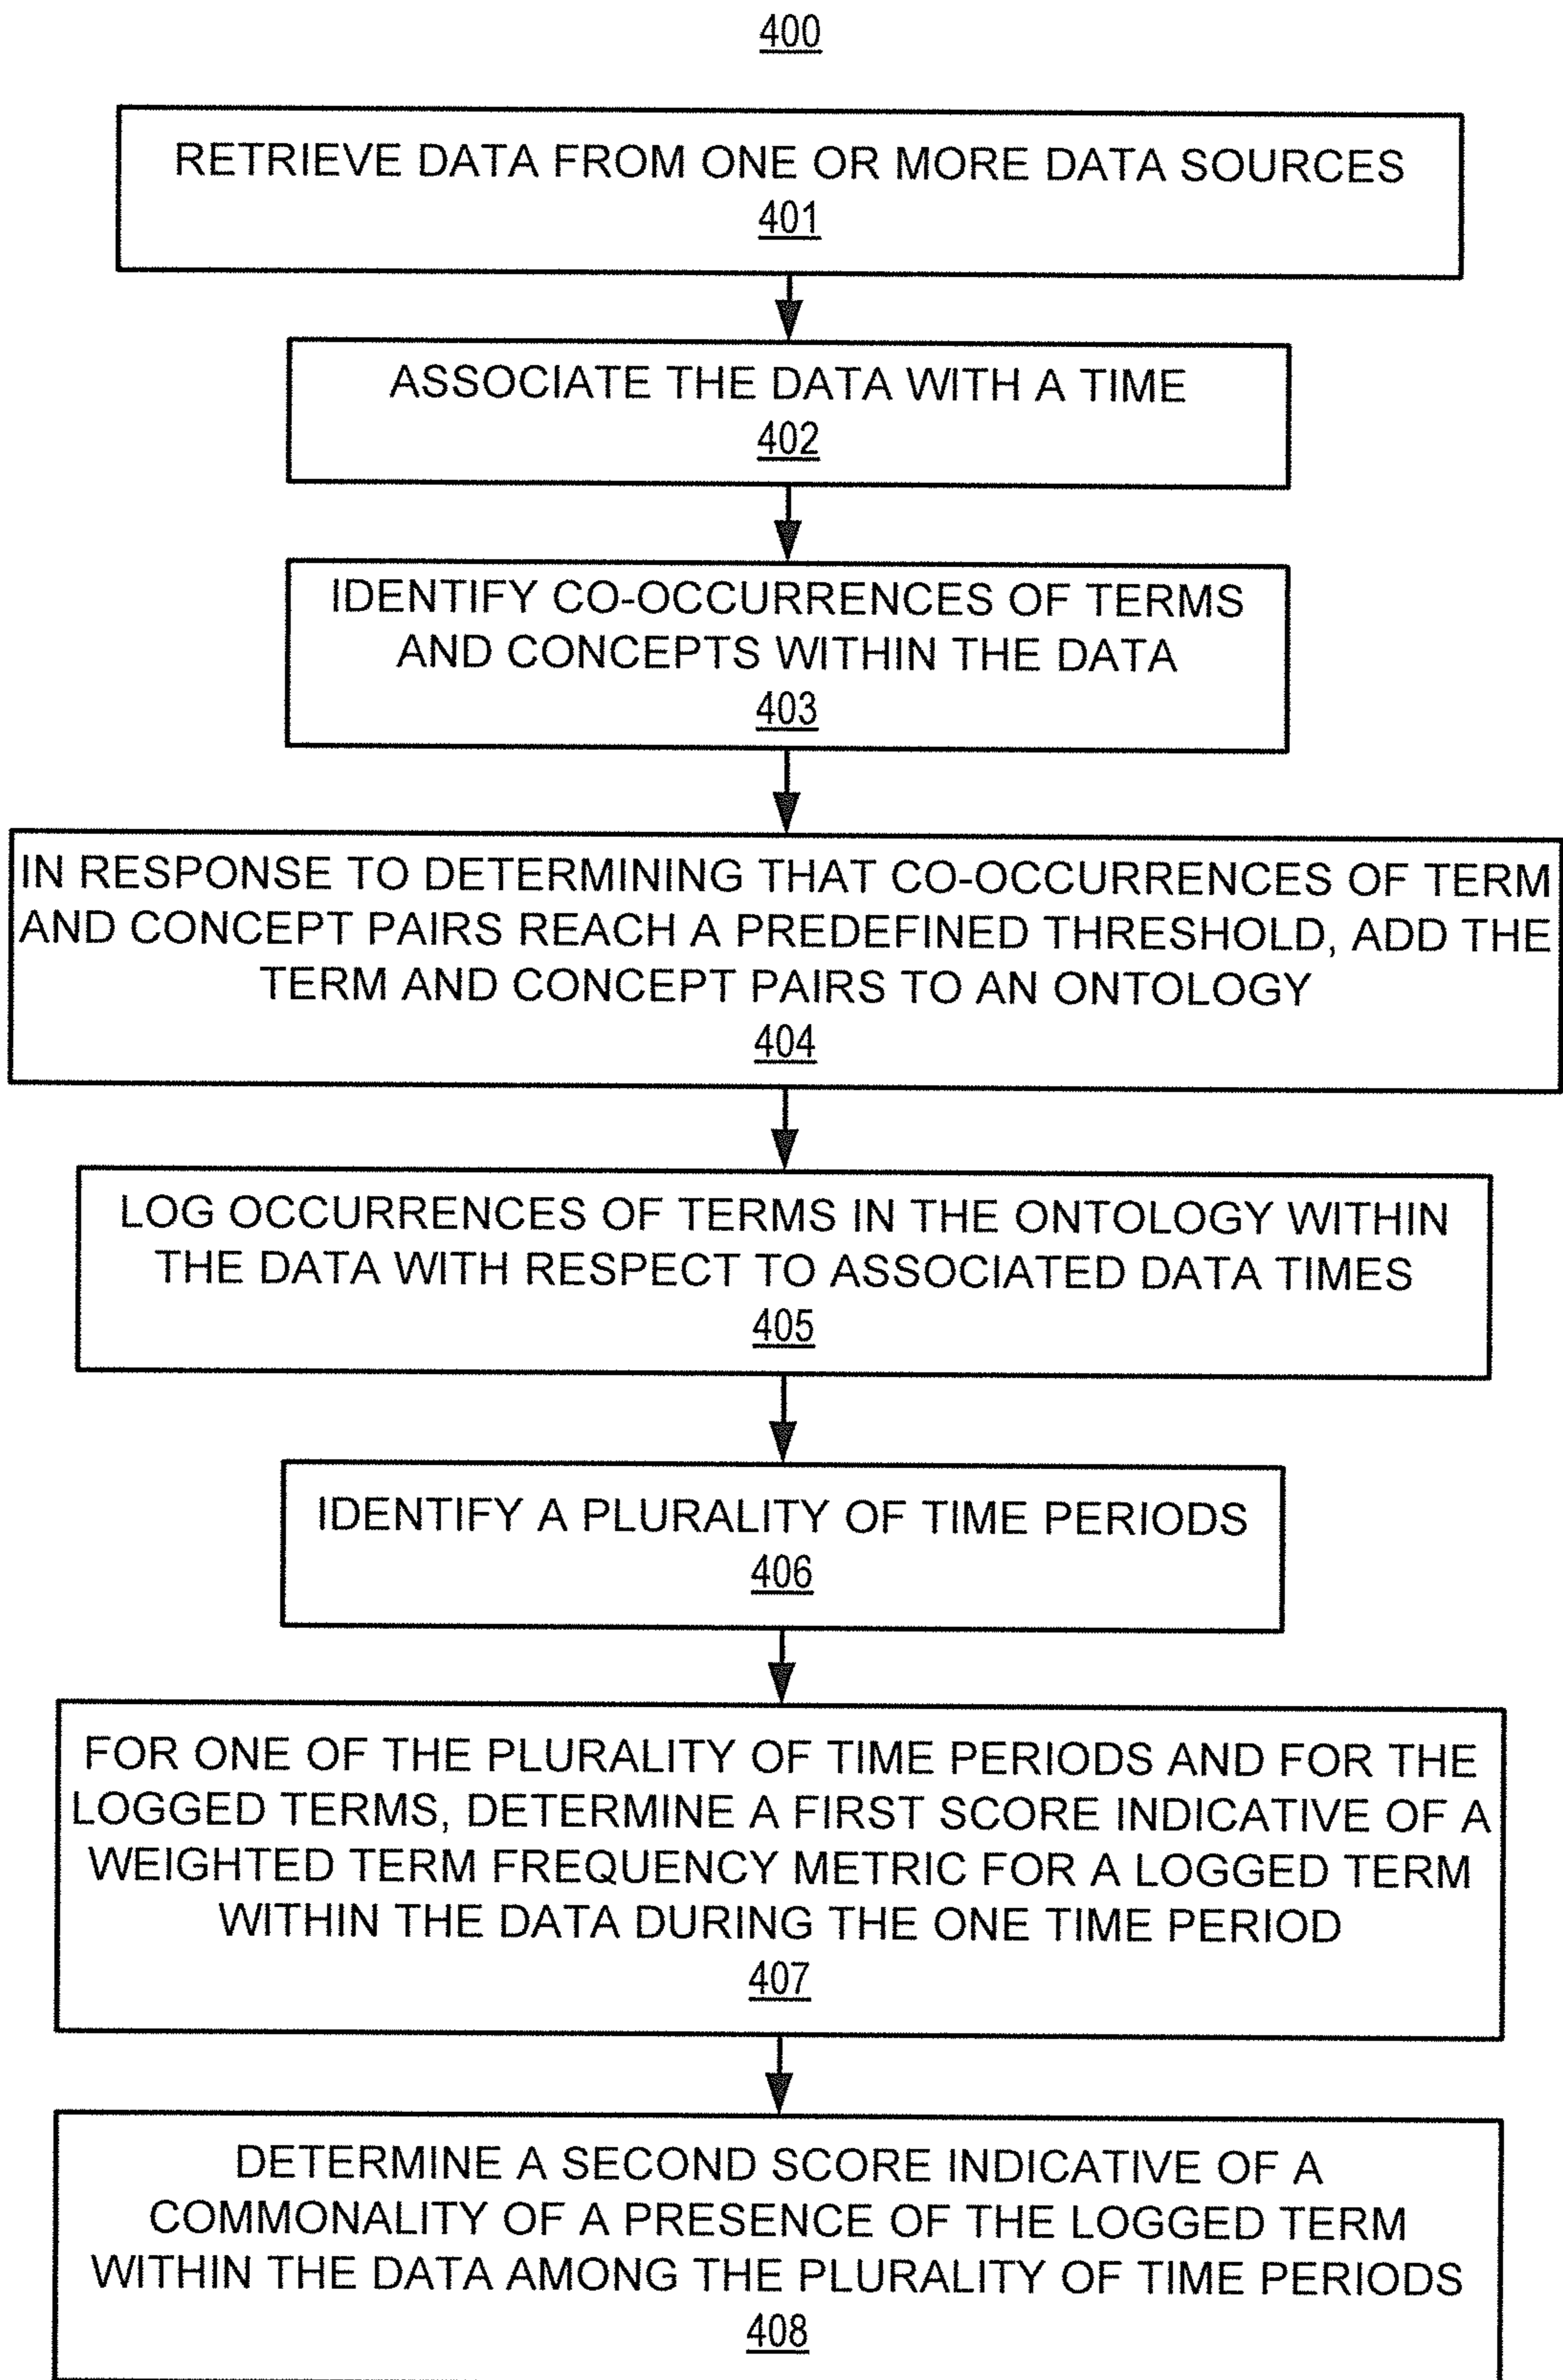 400
RETRIEVE DATA FROM ONE OR MORE DATA SOURCES
401
ASSOCIATE THE DATA WITH A TIME
402
IDENTIFY CO-OCCURRENCES OF TERMS
AND CONCEPTS WITHIN THE DATA
403
IN RESPONSE TO DETERMINING THAT CO-OCCURRENCES OF TERM
AND CONCEPT PAIRS REACH A PREDEFINED THRESHOLD, ADD THE
TERM AND CONCEPT PAIRS TO AN ONTOLOGY
404
LOG OCCURRENCES OF TERMS IN THE ONTOLOGY WITHIN
THE DATA WITH RESPECT TO ASSOCIATED DATA TIMES
405
IDENTIFY A PLURALITY OF TIME PERIODS
406
FOR ONE OF THE PLURALITY OF TIME PERIODS AND FOR THE
LOGGED TERMS, DETERMINE A FIRST SCORE INDICATIVE OF A
WEIGHTED TERM FREQUENCY METRIC FOR A LOGGED TERM
WITHIN THE DATA DURING THE ONE TIME PERIOD
407
DETERMINE A SECOND SCORE INDICATIVE OF A
COMMONALITY OF A PRESENCE OF THE LOGGED TERM
WITHIN THE DATA AMONG THE PLURALITY OF TIME PERIODS
408